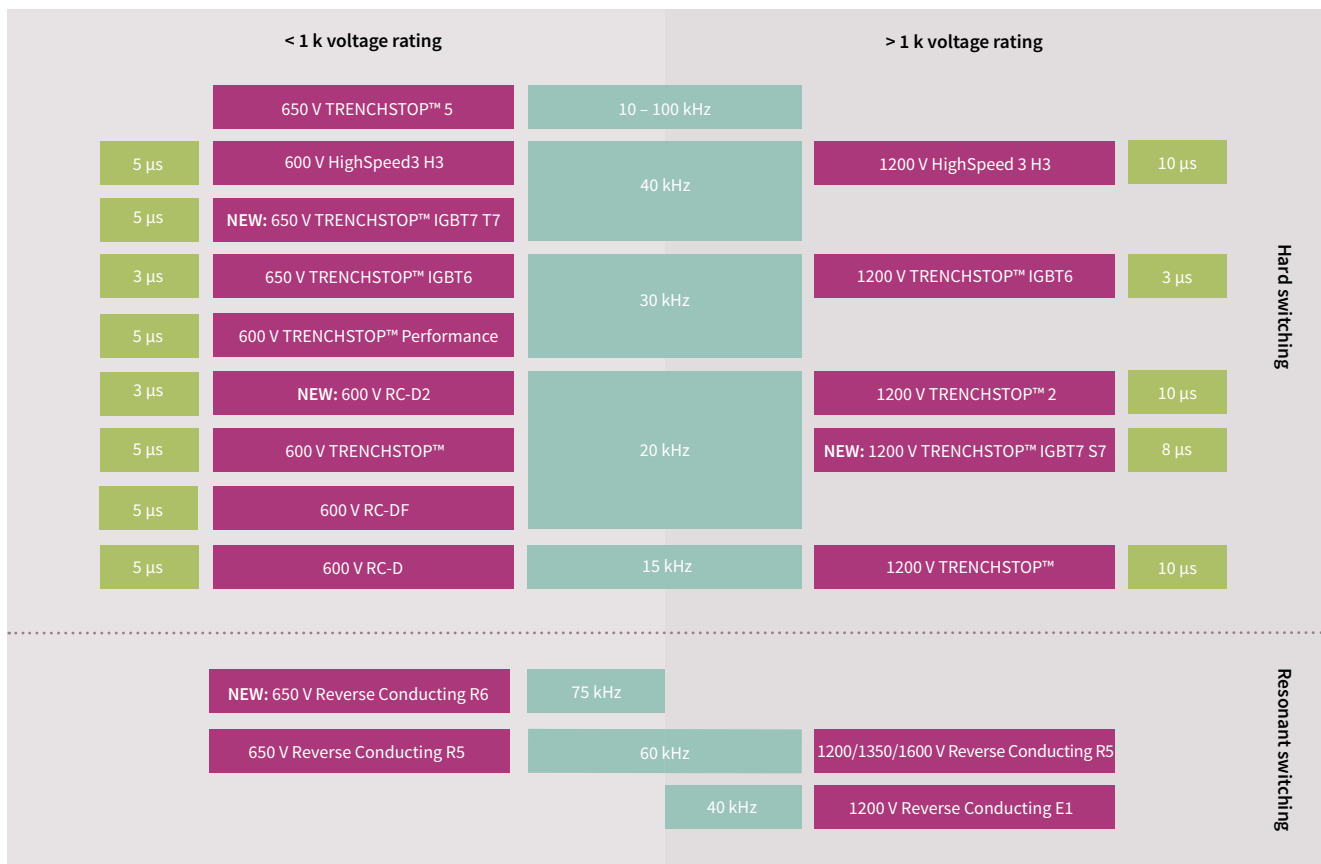 < 1 k voltage rating
> 1 k voltage rating
650 V TRENCHSTOP™ 5
10 – 100 kHz
5 µs
600 V HighSpeed3 H3
40 kHz
1200 V HighSpeed 3 H3
10 µs
5 µs
NEW: 650 V TRENCHSTOP™ IGBT7 T7
3 µs
650 V TRENCHSTOP™ IGBT6
30 kHz
1200 V TRENCHSTOP™ IGBT6
3 µs
5 µs
600 V TRENCHSTOP™ Performance
3 µs
NEW: 600 V RC-D2
20 kHz
1200 V TRENCHSTOP™ 2
10 µs
5 µs
600 V TRENCHSTOP™
NEW: 1200 V TRENCHSTOP™ IGBT7 S7
8 µs
5 µs
600 V RC-DF
5 µs
600 V RC-D
15 kHz
1200 V TRENCHSTOP™
10 µs
Hard switching
NEW: 650 V Reverse Conducting R6
75 kHz
650 V Reverse Conducting R5
60 kHz
1200/1350/1600 V Reverse Conducting R5
40 kHz
1200 V Reverse Conducting E1
Resonant switching